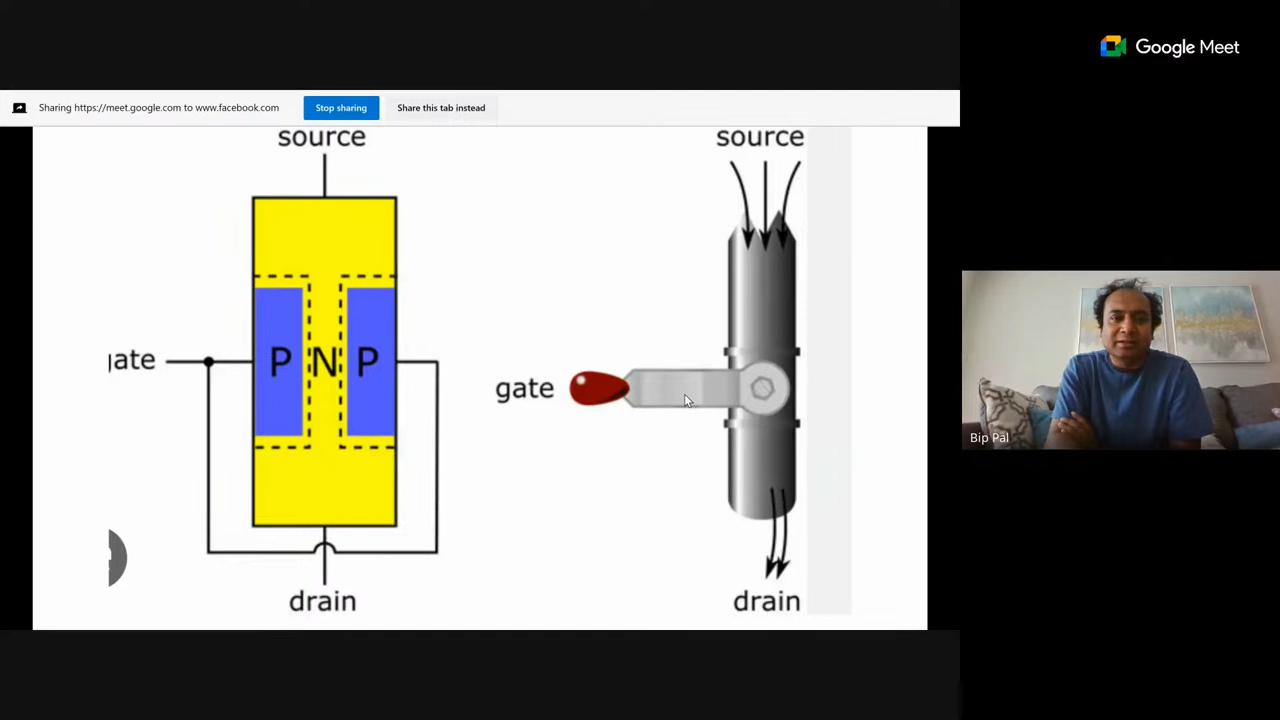 Google Meet
Sharing https://meet.google.com to www.facebook.com
Stop sharing
Share this tab instead
source
source
gate
P N P
gate
drain
drain
Bip Pal